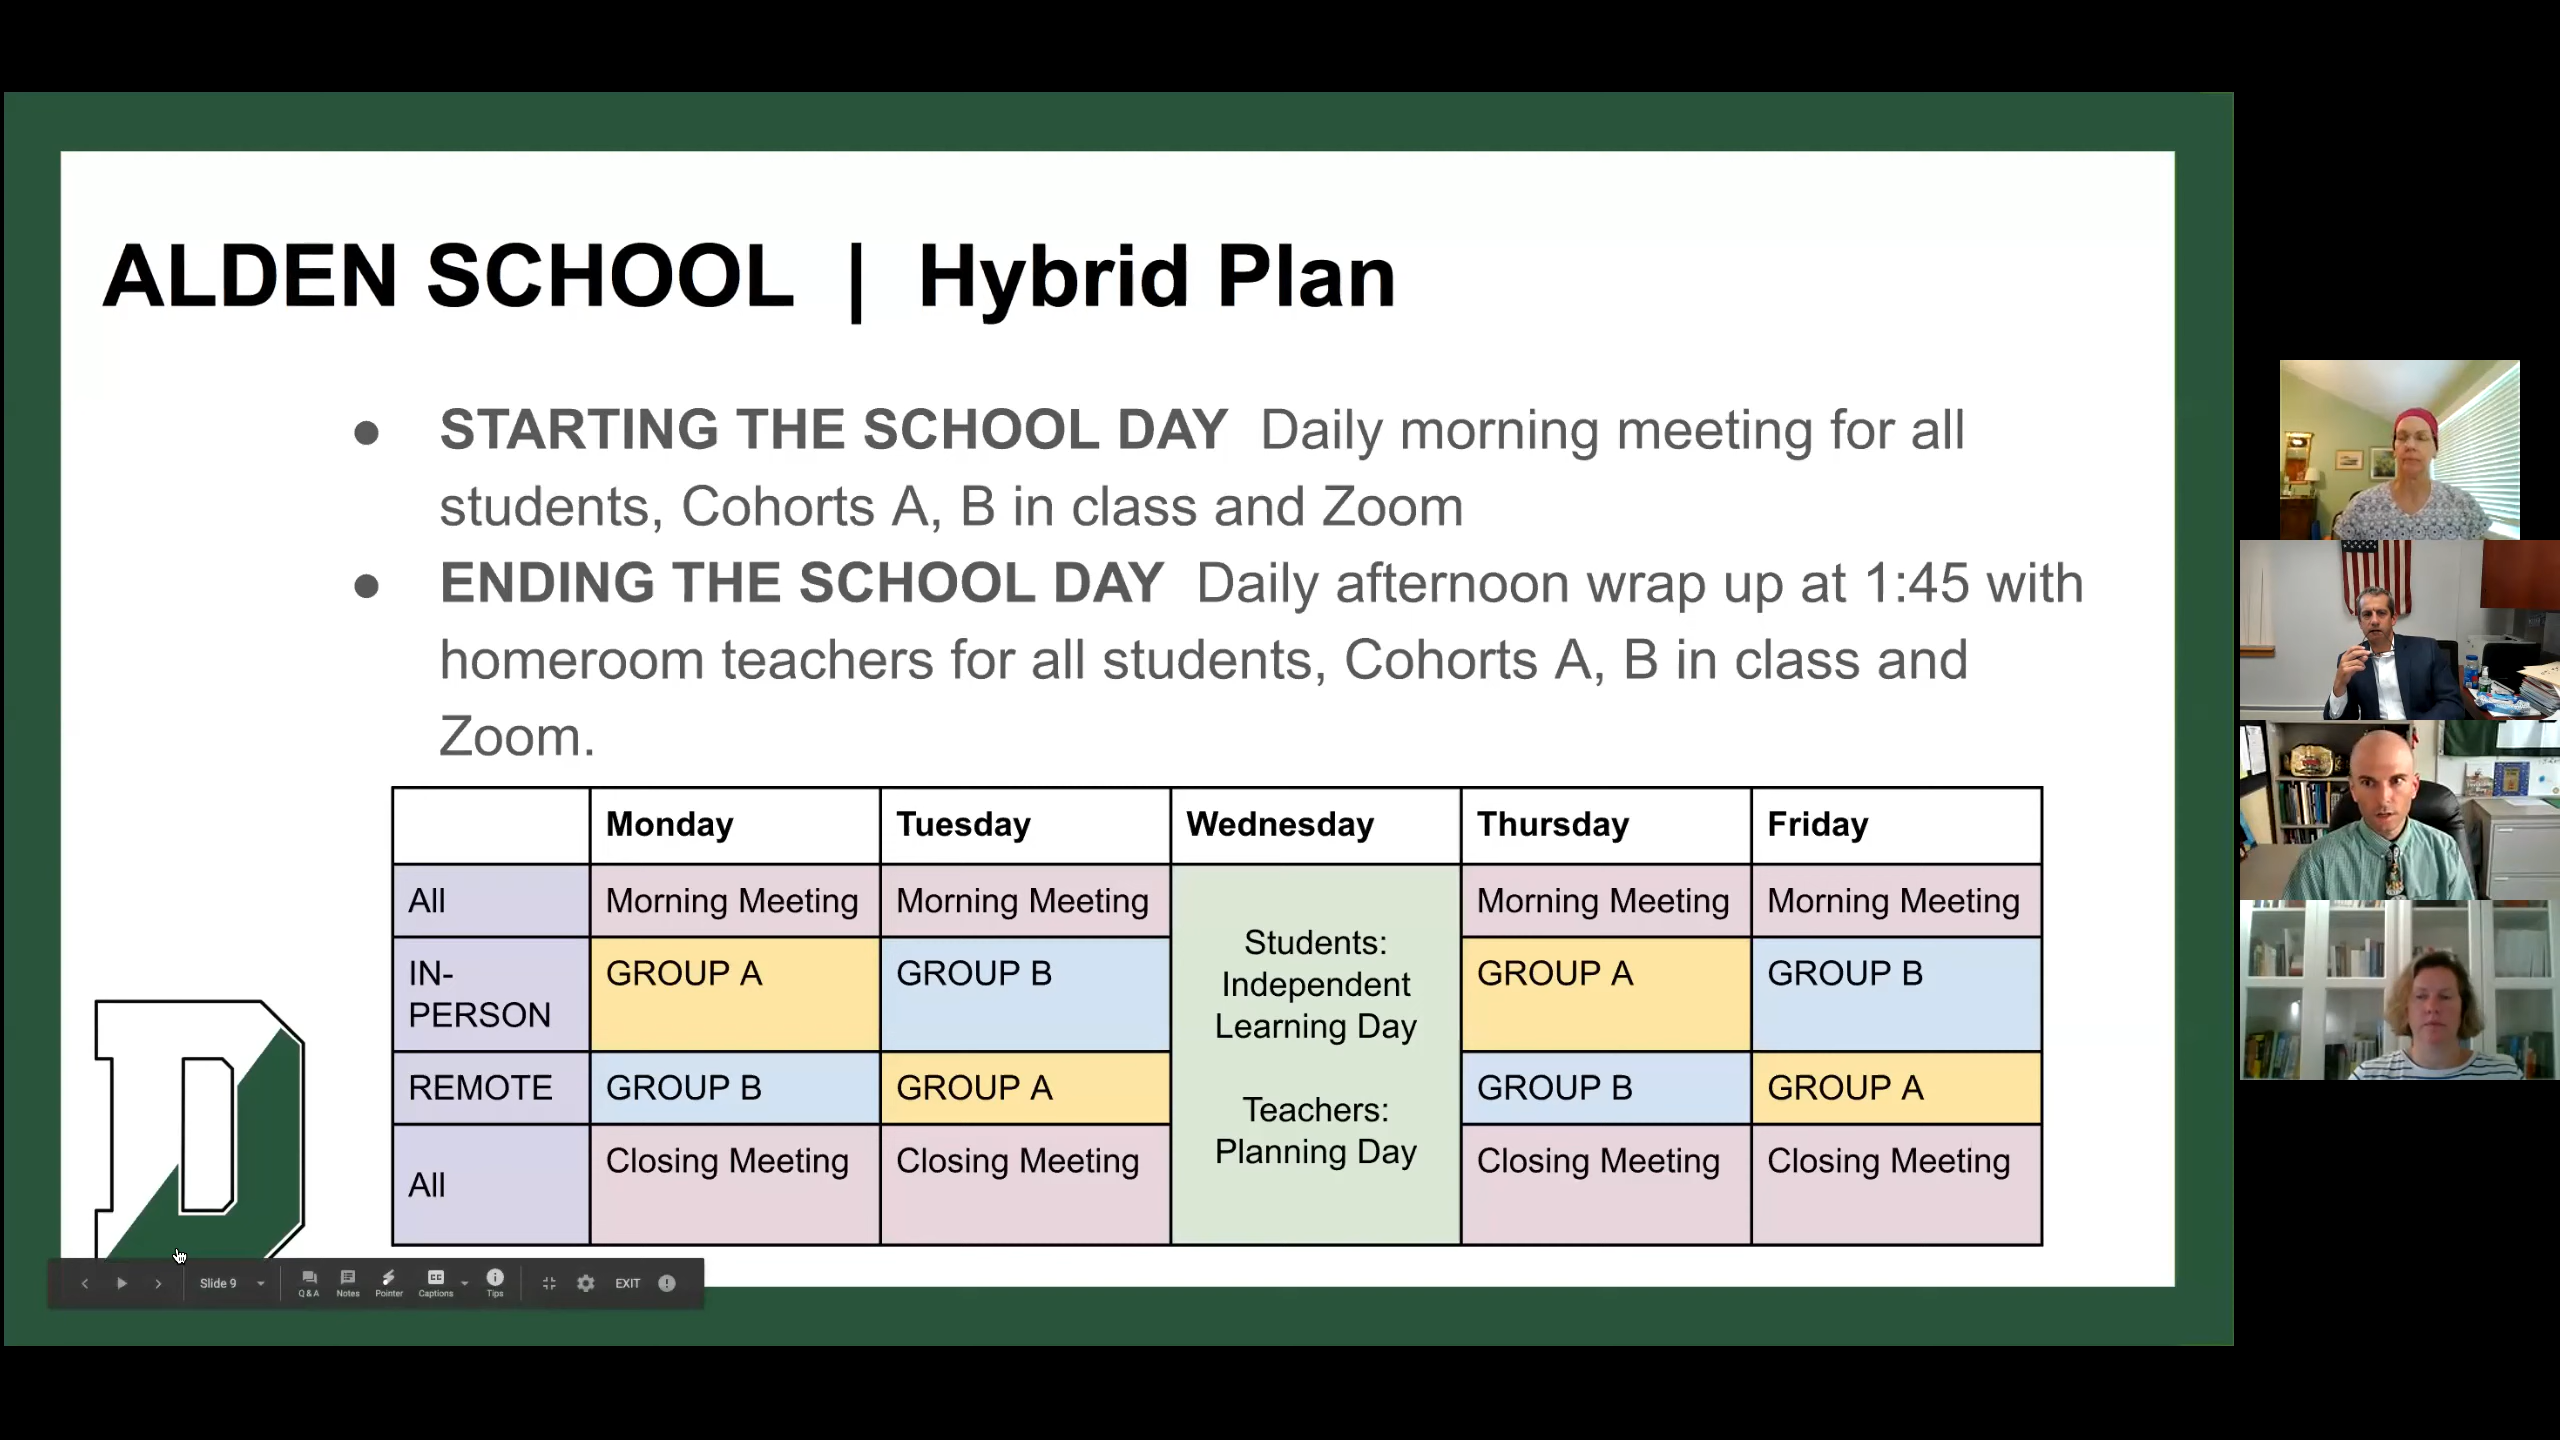 ALDEN SCHOOL | Hybrid Plan
● STARTING THE SCHOOL DAY Daily morning meeting for all
students, Cohorts A, B in class and Zoom
● ENDING THE SCHOOL DAY Daily afternoon wrap up at 1:45 with
homeroom teachers for all students, Cohorts A, B in class and
Zoom.
Monday Tuesday Wednesday Thursday Friday
All Morning Meeting Morning Meeting Morning Meeting Morning Meeting
Students:
Independent
Learning Day
Teachers:
Planning Day
IN-
PERSON GROUP A GROUP B GROUP A GROUP B
REMOTE GROUP B GROUP A GROUP B GROUP A
All Closing Meeting Closing Meeting Closing Meeting Closing Meeting
D
Slide 9 Q&A Notes Pointer Captions Tips EXIT